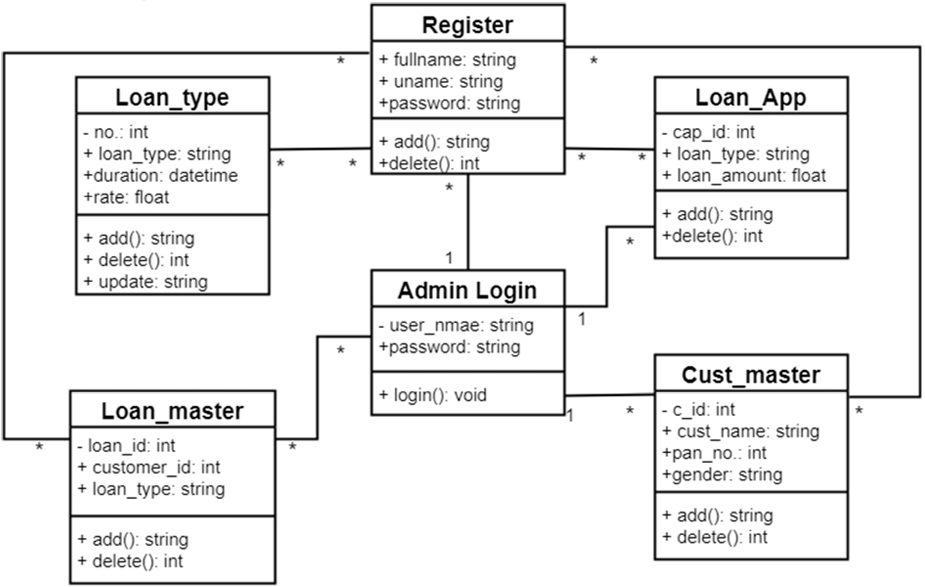 Register
+ fullname: string
+ uname: string
+password: string
+ add(): string
+delete(): int
*
*
*
*
*
*
*
Loan_type
- no.: int
+ loan_type: string
+duration: datetime
+rate: float
+ add(): string
+ delete(): int
+ update: string
Loan_App
- cap_id: int
+ loan_type: string
+ loan_amount: float
+ add(): string
+delete(): int
*
1
1
Admin Login
- user_nmae: string
+password: string
+ login(): void
*
*
*
1
*
*
Loan_master
- loan_id: int
+ customer_id: int
+ loan_type: string
+ add(): string
+ delete(): int
Cust_master
- c_id: int
+ cust_name: string
+pan_no.: int
+gender: string
+ add(): string
+ delete(): int